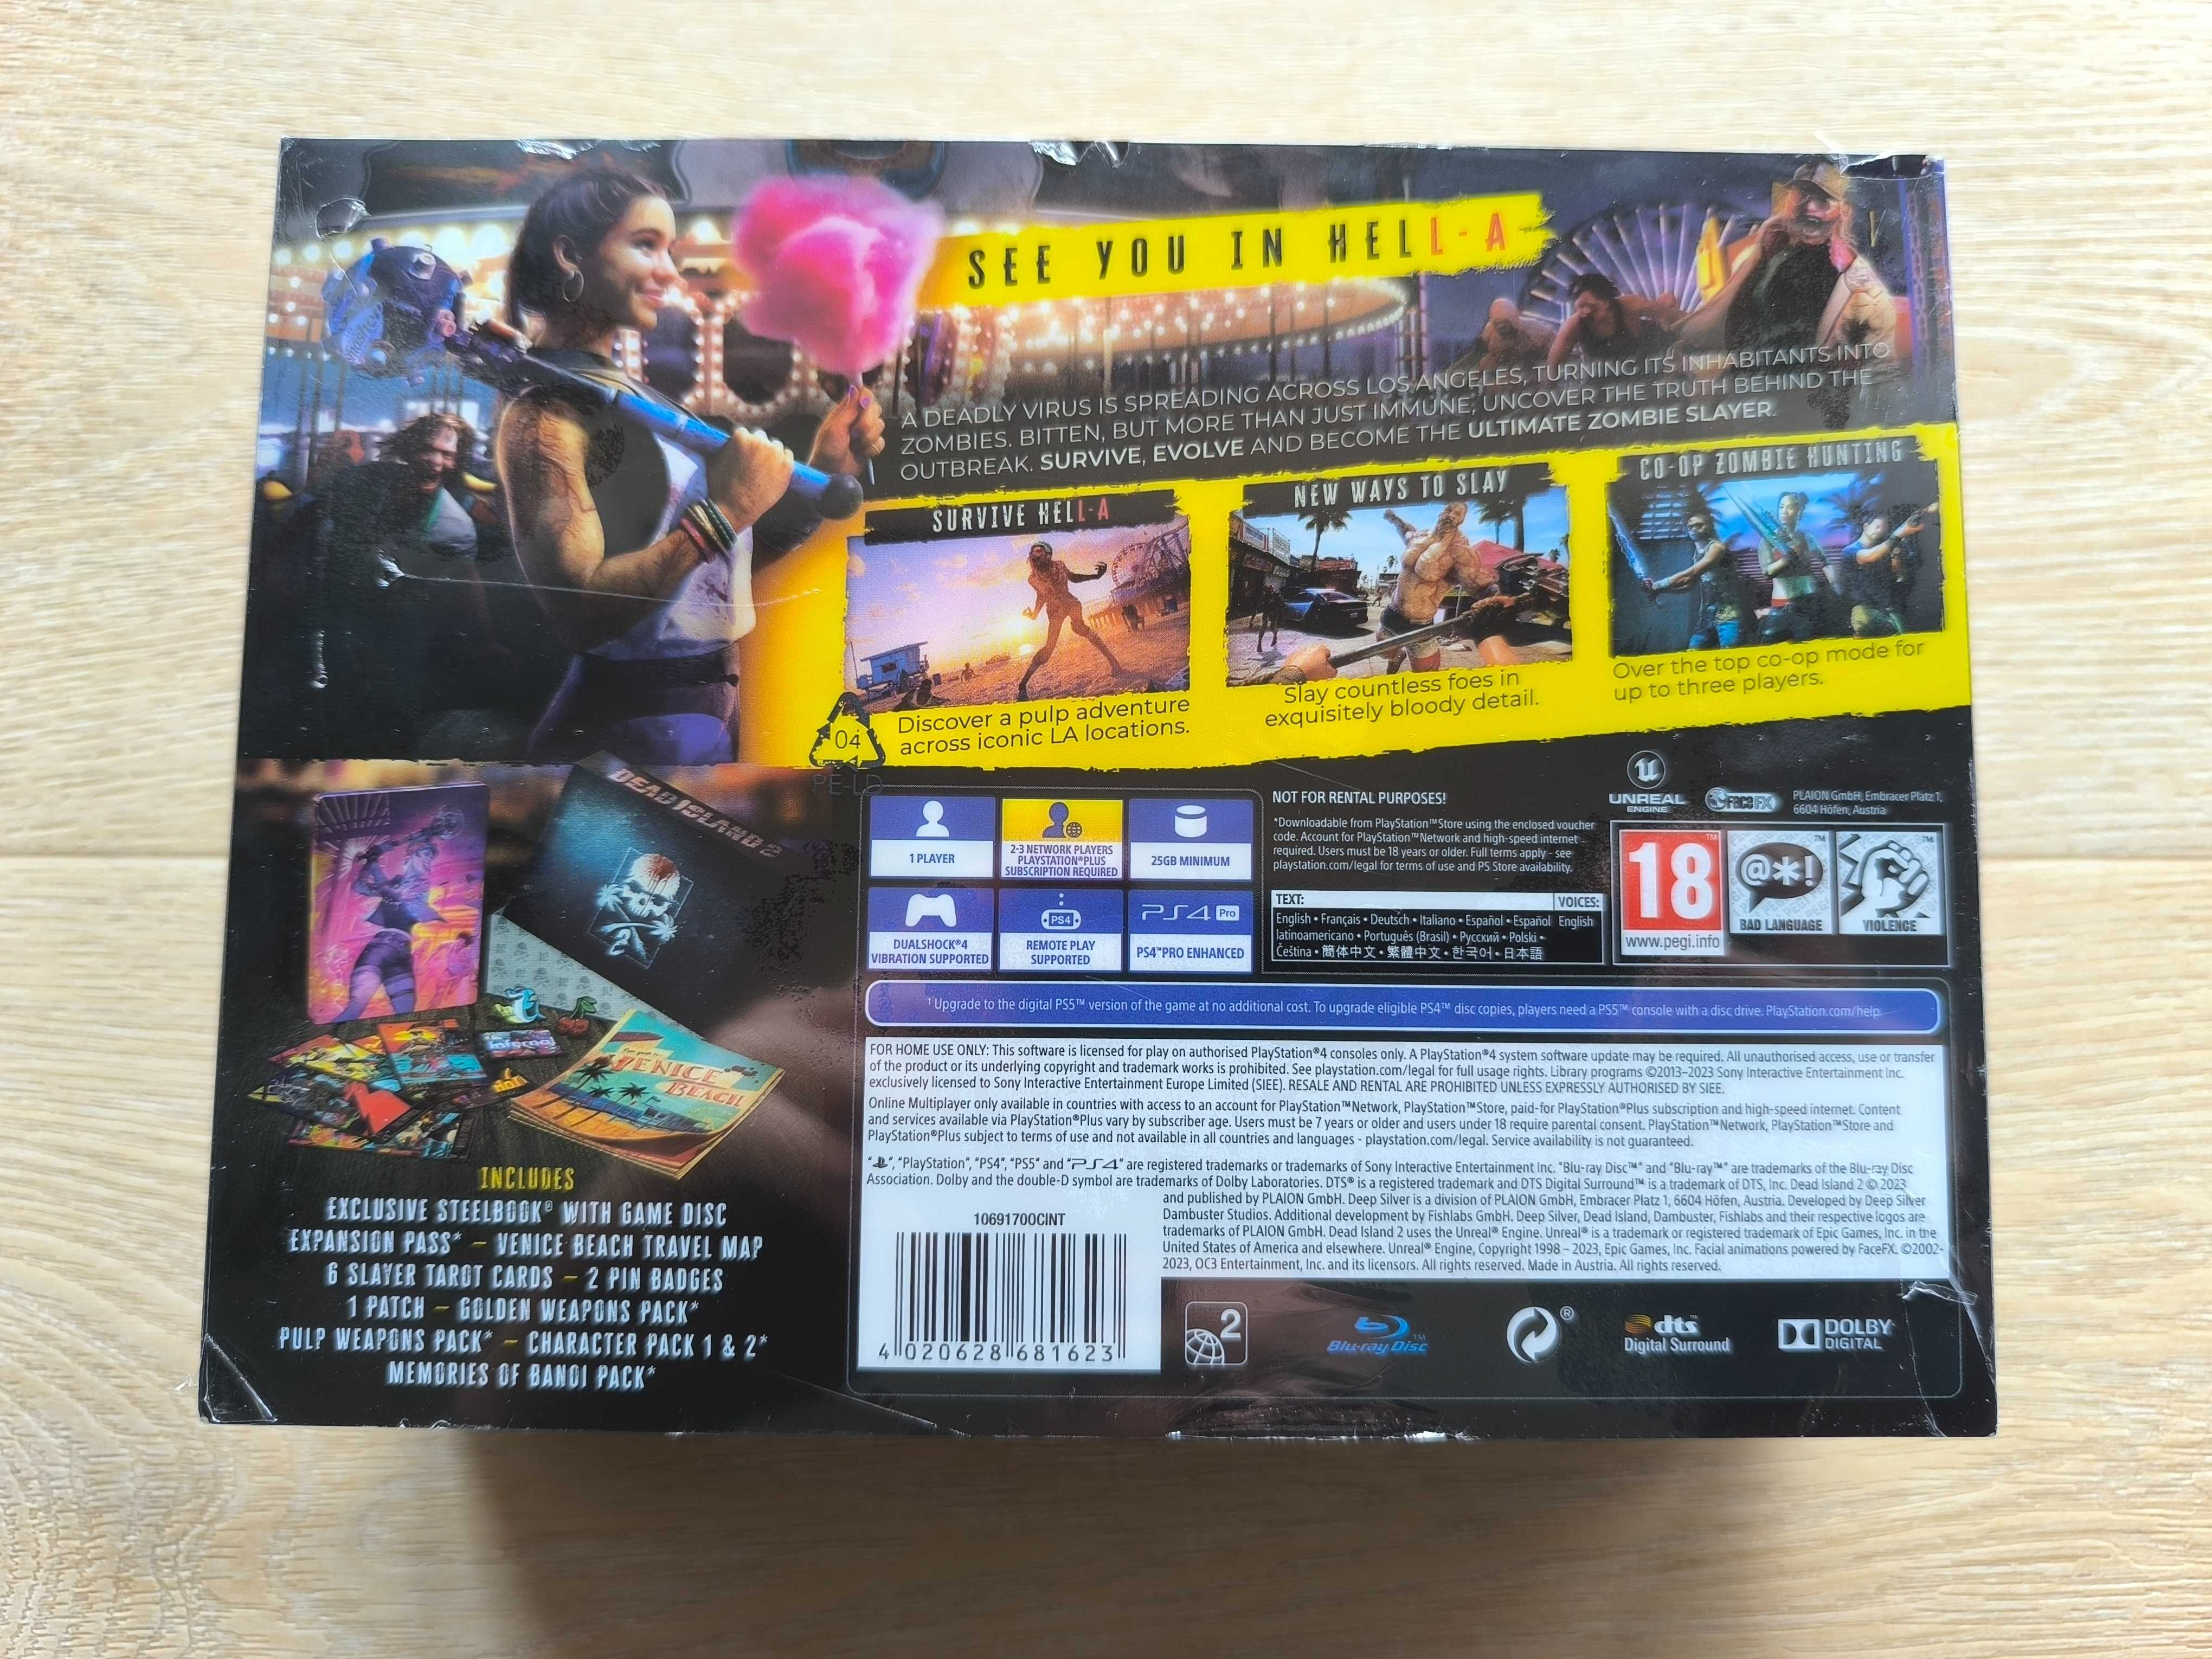 SEE YOU IN HELL-A
A DEADLY VIRUS IS SPREADING ACROSS LOS ANGELES, TURNING ITS INHABITANTS INTO
ZOMBIES. BITTEN, BUT MORE THAN JUST IMMUNE, UNCOVER THE TRUTH BEHIND THE
OUTBREAK. SURVIVE, EVOLVE AND BECOME THE ULTIMATE ZOMBIE SLAYER.
SURVIVE HELL-A
Discover a pulp adventure
across iconic LA locations.
NEW WAYS TO SLAY
Slay countless foes in
exquisitely bloody detail.
CO-OP ZOMBIE HUNTING
Over the top co-op mode for
up to three players.
04
PE-LD
DEAD ISLAND 2
VENICE
BEACH
INCLUDES
EXCLUSIVE STEELBOOK® WITH GAME DISC
EXPANSION PASS* – VENICE BEACH TRAVEL MAP
6 SLAYER TAROT CARDS – 2 PIN BADGES
1 PATCH – GOLDEN WEAPONS PACK*
PULP WEAPONS PACK* – CHARACTER PACK 1 & 2*
MEMORIES OF BANOI PACK*
1 PLAYER
2-3 NETWORK PLAYERS
PLAYSTATION®PLUS
SUBSCRIPTION REQUIRED
25GB MINIMUM
DUALSHOCK®4
VIBRATION SUPPORTED
PS4
REMOTE PLAY
SUPPORTED
PS4 Pro
PS4™PRO ENHANCED
NOT FOR RENTAL PURPOSES!
*Downloadable from PlayStation™Store using the enclosed voucher
code. Account for PlayStation™Network and high-speed internet
required. Users must be 18 years or older. Full terms apply - see
playstation.com/legal for terms of use and PS Store availability.
TEXT: VOICES:
English • Français • Deutsch • Italiano • Español • Español English
latinoamericano • Português (Brasil) • Русский • Polski •
Čeština • 简体中文 • 繁體中文 • 한국어 • 日本語
UNREAL
ENGINE
FaceFX
PLAION GmbH, Embracer Platz 1,
6604 Höfen, Austria
18
www.pegi.info
@*!
BAD LANGUAGE
VIOLENCE
¹ Upgrade to the digital PS5™ version of the game at no additional cost. To upgrade eligible PS4™ disc copies, players need a PS5™ console with a disc drive. PlayStation.com/help
FOR HOME USE ONLY: This software is licensed for play on authorised PlayStation®4 consoles only. A PlayStation®4 system software update may be required. All unauthorised access, use or transfer
of the product or its underlying copyright and trademark works is prohibited. See playstation.com/legal for full usage rights. Library programs ©2013–2023 Sony Interactive Entertainment Inc.
exclusively licensed to Sony Interactive Entertainment Europe Limited (SIEE). RESALE AND RENTAL ARE PROHIBITED UNLESS EXPRESSLY AUTHORISED BY SIEE.
Online Multiplayer only available in countries with access to an account for PlayStation™Network, PlayStation™Store, paid-for PlayStation®Plus subscription and high-speed internet. Content
and services available via PlayStation®Plus vary by subscriber age. Users must be 7 years or older and users under 18 require parental consent. PlayStation™Network, PlayStation™Store and
PlayStation®Plus subject to terms of use and not available in all countries and languages - playstation.com/legal. Service availability is not guaranteed.
"", "PlayStation", "PS4", "PS5" and "PS4" are registered trademarks or trademarks of Sony Interactive Entertainment Inc. "Blu-ray Disc™" and "Blu-ray™" are trademarks of the Blu-ray Disc
Association. Dolby and the double-D symbol are trademarks of Dolby Laboratories. DTS® is a registered trademark and DTS Digital Surround™ is a trademark of DTS, Inc. Dead Island 2 © 2023
and published by PLAION GmbH. Deep Silver is a division of PLAION GmbH, Embracer Platz 1, 6604 Höfen, Austria. Developed by Deep Silver
Dambuster Studios. Additional development by Fishlabs GmbH. Deep Silver, Dead Island, Dambuster, Fishlabs and their respective logos are
trademarks of PLAION GmbH. Dead Island 2 uses the Unreal® Engine. Unreal® is a trademark or registered trademark of Epic Games, Inc. in the
United States of America and elsewhere. Unreal® Engine, Copyright 1998 – 2023, Epic Games, Inc. Facial animations powered by FaceFX. ©2002-
2023, OC3 Entertainment, Inc. and its licensors. All rights reserved. Made in Austria. All rights reserved.
1069170OCINT
4 020628 681623
2
Blu-ray Disc™
®
dts™
Digital Surround
DOLBY
DIGITAL